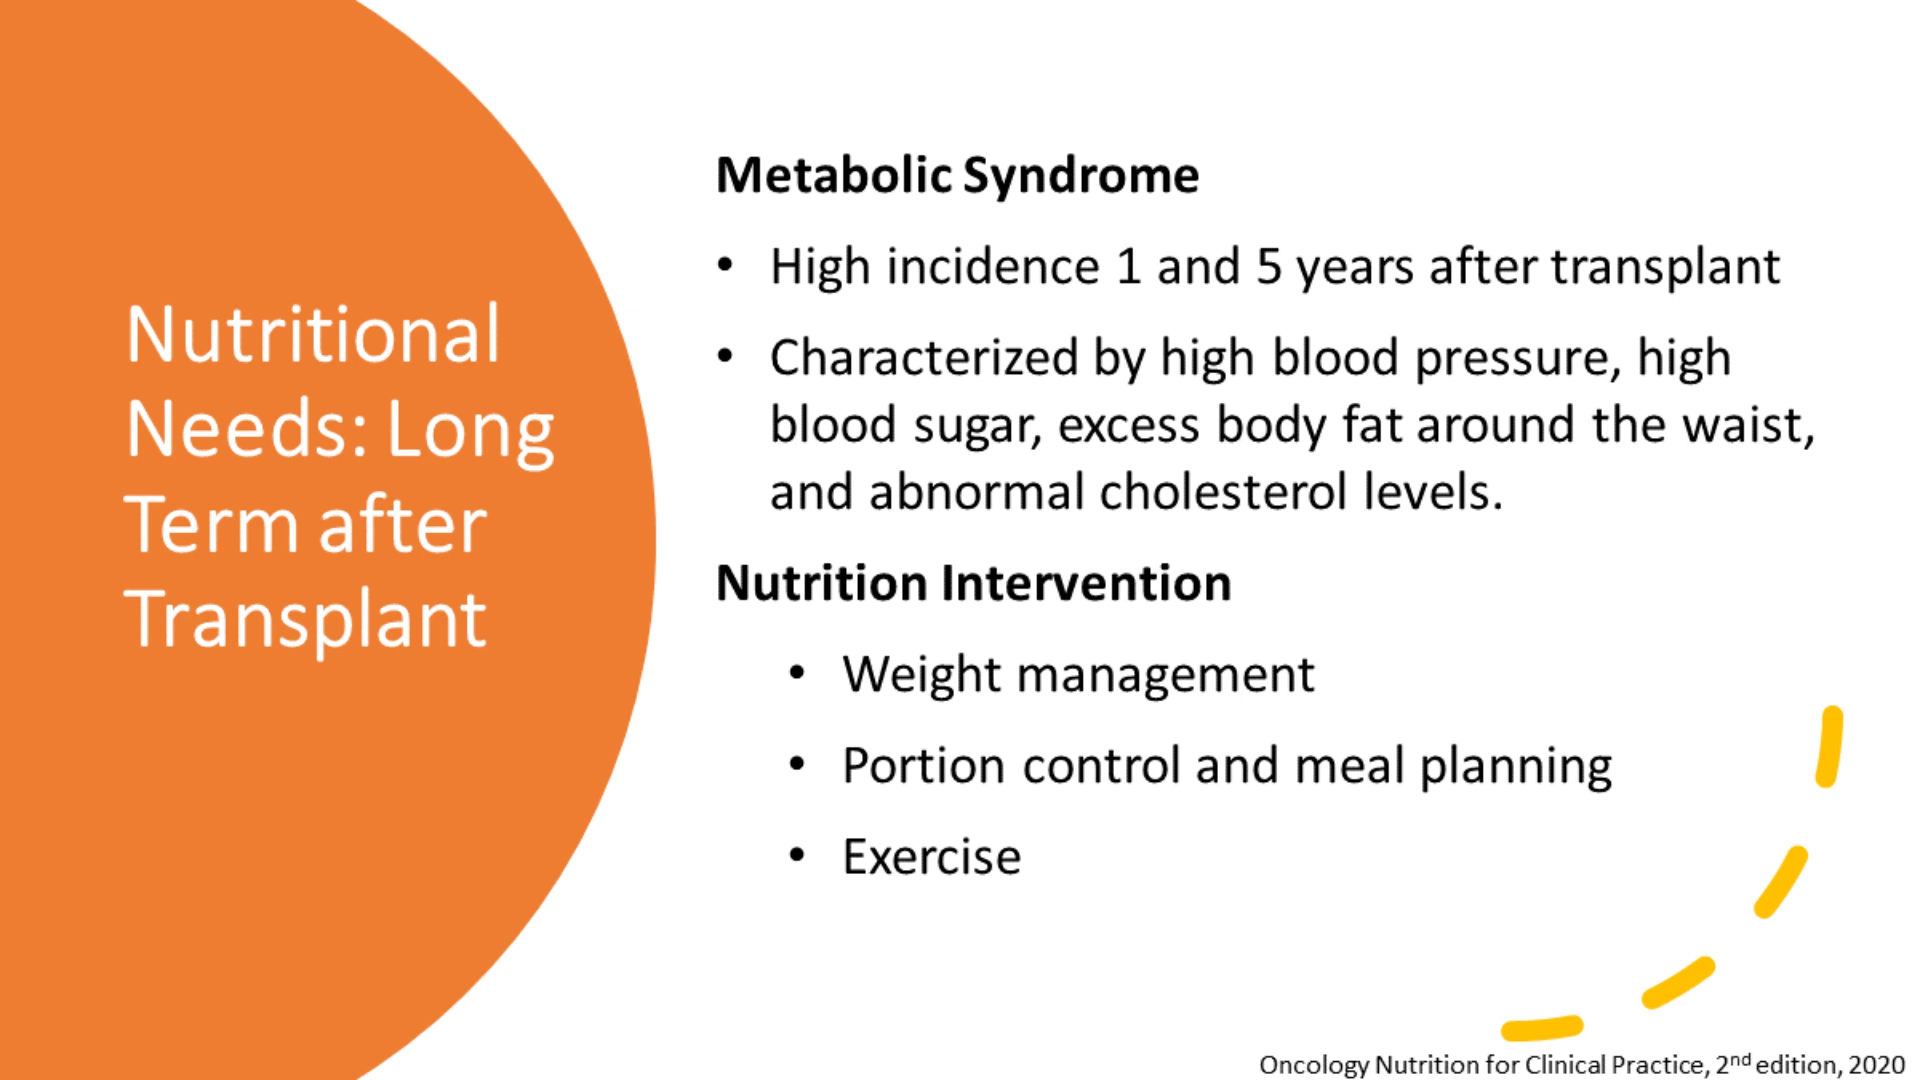 Nutritional
Needs: Long
Term after
Transplant
Metabolic Syndrome
• High incidence 1 and 5 years after transplant
• Characterized by high blood pressure, high
blood sugar, excess body fat around the waist,
and abnormal cholesterol levels.
Nutrition Intervention
• Weight management
• Portion control and meal planning
• Exercise
Oncology Nutrition for Clinical Practice, 2nd edition, 2020